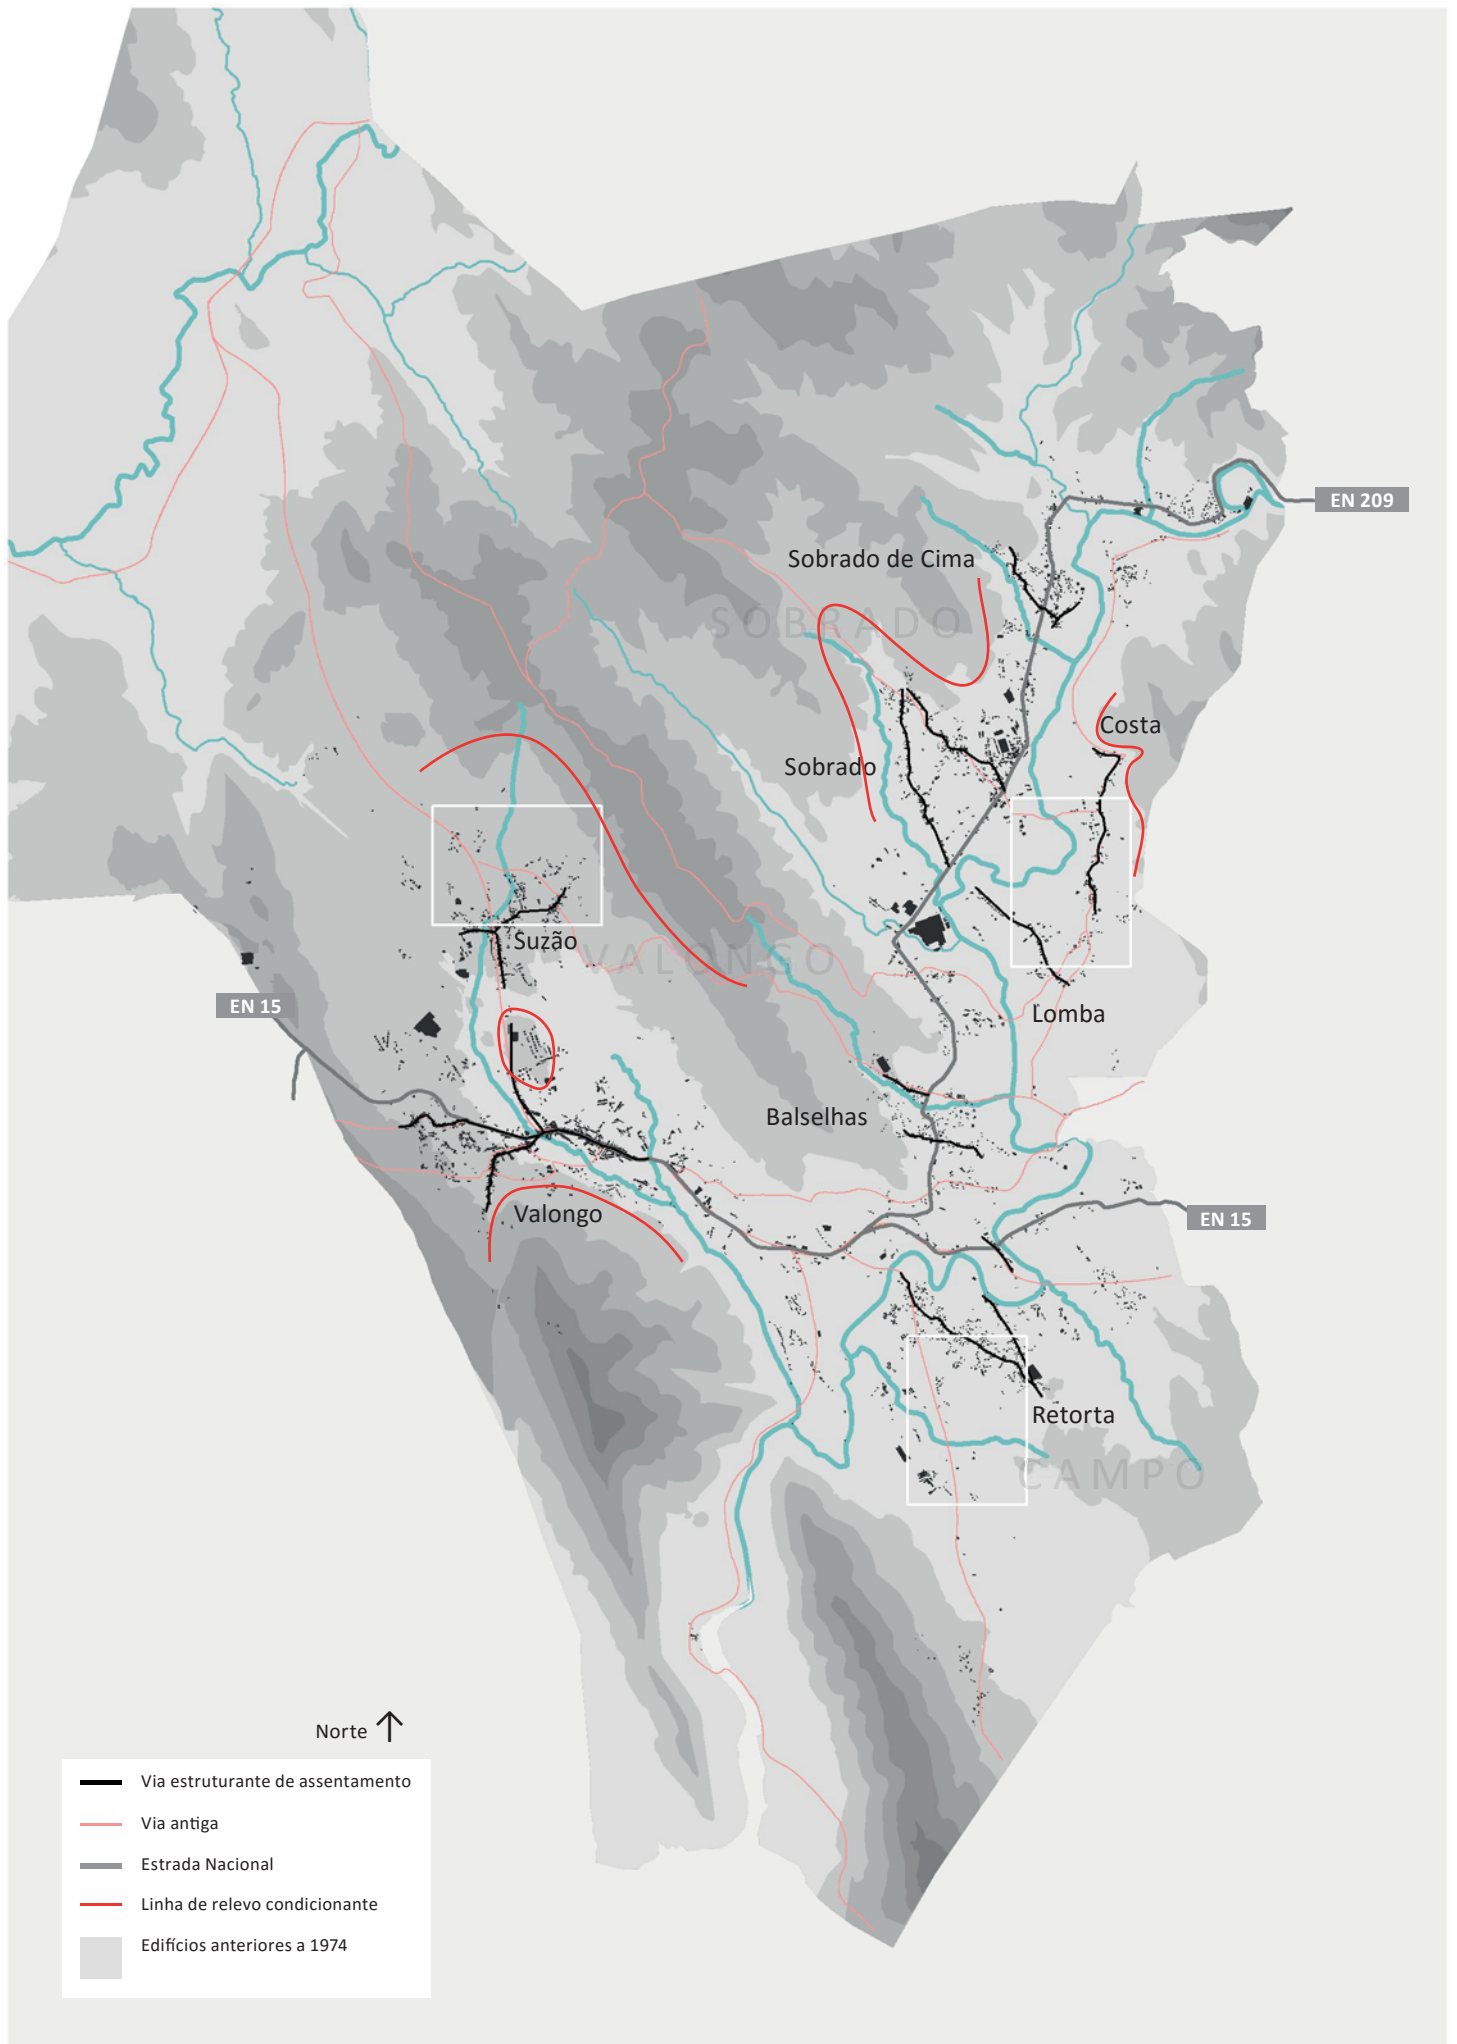 EN 209
Sobrado de Cima
SOBRADO
Costa
Sobrado
Suzão
VALONGO
EN 15
Lomba
Balselhas
Valongo
EN 15
Retorta
CAMPO
Norte
Via estruturante de assentamento
Via antiga
Estrada Nacional
Linha de relevo condicionante
Edifícios anteriores a 1974